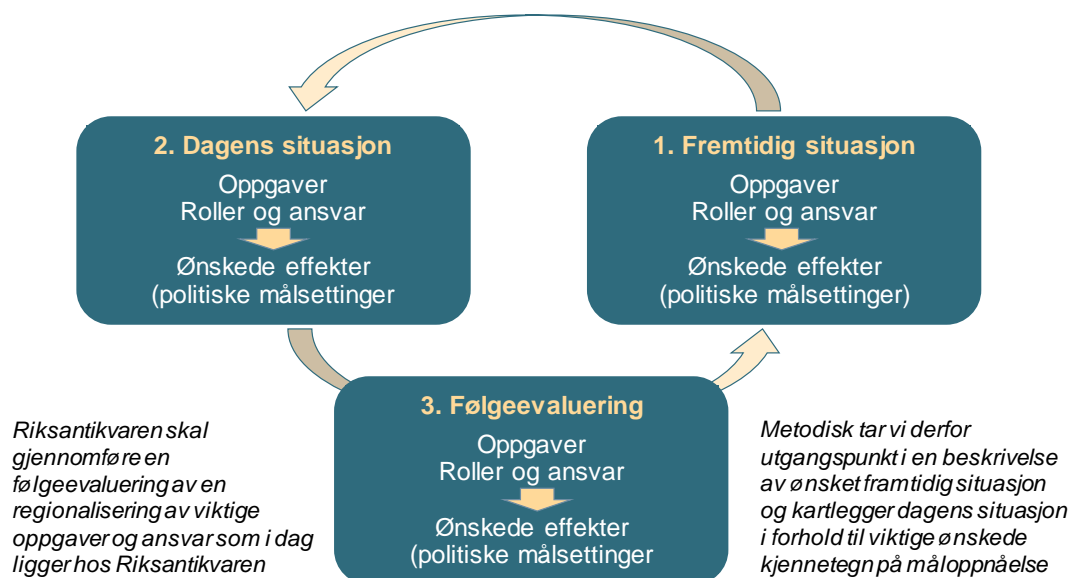 2. Dagens situasjon
Oppgaver
Roller og ansvar
Ønskede effekter
(politiske målsettinger
1. Fremtidig situasjon
Oppgaver
Roller og ansvar
Ønskede effekter
(politiske målsettinger)
3. Følgeevaluering
Oppgaver
Roller og ansvar
Ønskede effekter
(politiske målsettinger
Riksantikvaren skal
gjennomføre en
følgeevaluering av en
regionalisering av viktige
oppgaver og ansvar som i dag
ligger hos Riksantikvaren
Metodisk tar vi derfor
utgangspunkt i en beskrivelse
av ønsket framtidig situasjon
og kartlegger dagens situasjon
i forhold til viktige ønskede
kjennetegn på måloppnåelse